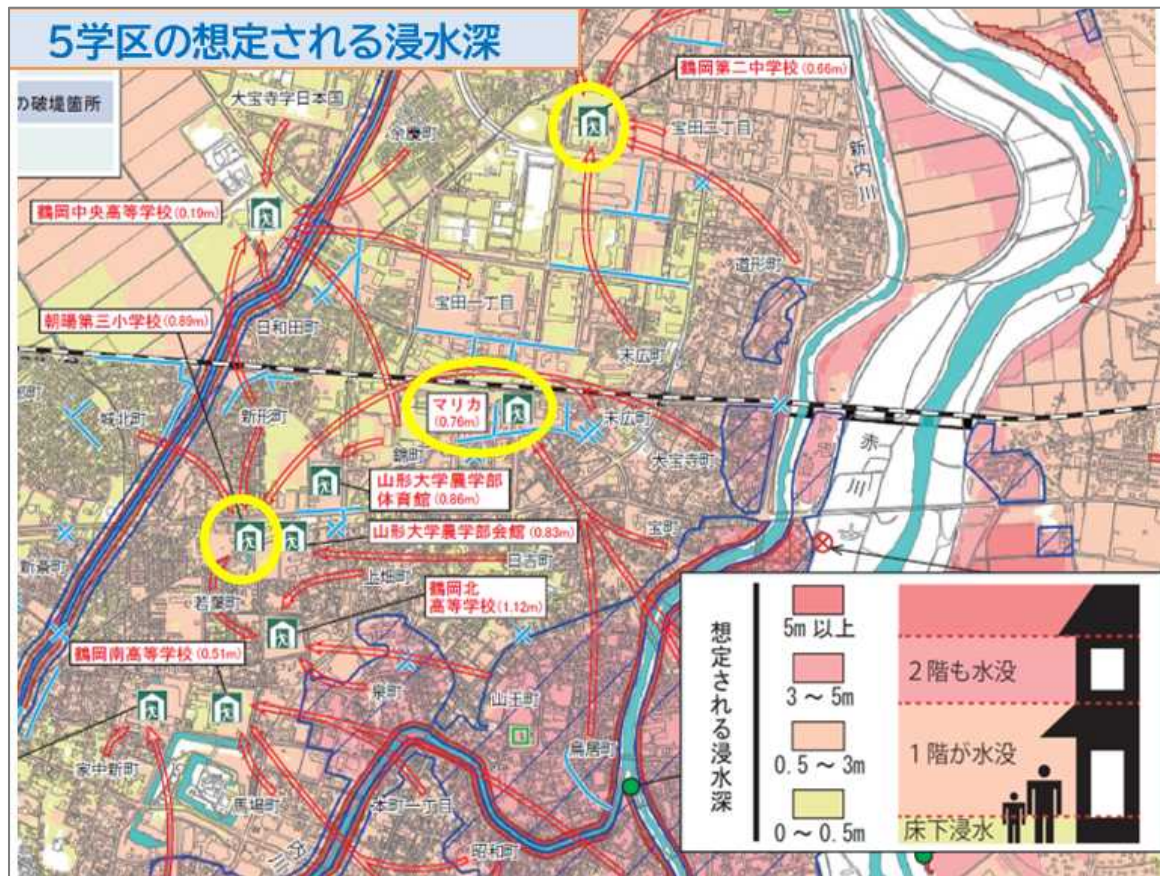 5学区の想定される浸水深
の破堤箇所
大宝寺字日本国
余慶町
鶴岡第二中学校(0.66m)
宝田二丁目
新内川
鶴岡中央高等学校(0.19m)
道形町
宝田一丁目
朝暘第三小学校(0.89m)
日和田町
末広町
城北町
新形町
マリカ
(0.76m)
末広町
錦町
大宝寺町
赤
川
山形大学農学部
体育館(0.86m)
山形大学農学部会館(0.83m)
宝町
新斎町
日吉町
上畑町
若葉町
鶴岡北
高等学校(1.12m)
鶴岡南高等学校(0.51m)
泉町
山王町
鳥居町
家中新町
馬場町
本町一丁目
昭和町
内川
想定される浸水深
5m 以上
3 ~ 5m
0.5 ~ 3m
0 ~ 0.5m
2階も水没
1階が水没
床下浸水